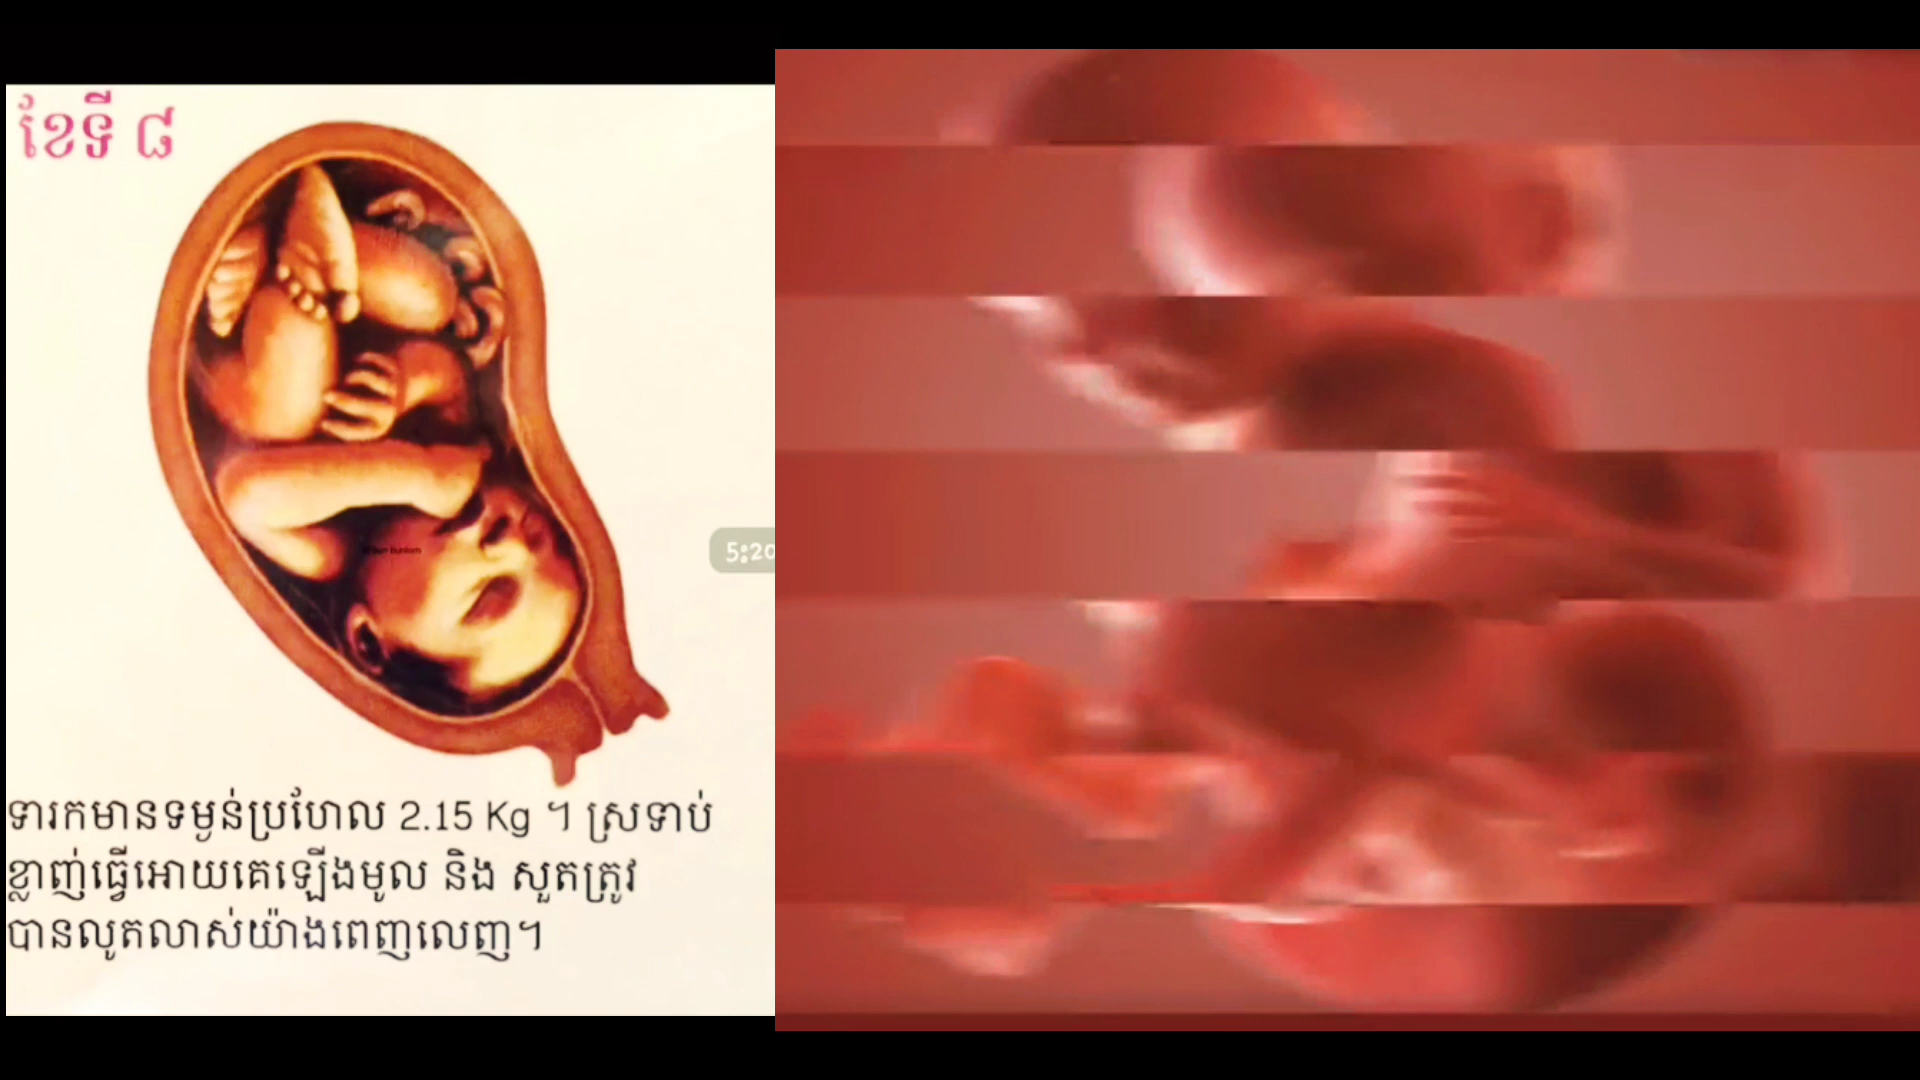 ខែទី ៨
5:20
ទារកមានទម្ងន់ប្រហែល 2.15 Kg ។ ស្រទាប់
ខ្លាញ់ធ្វើអោយគេឡើងមូល និង សួតត្រូវ
បានលូតលាស់យ៉ាងពេញលេញ។